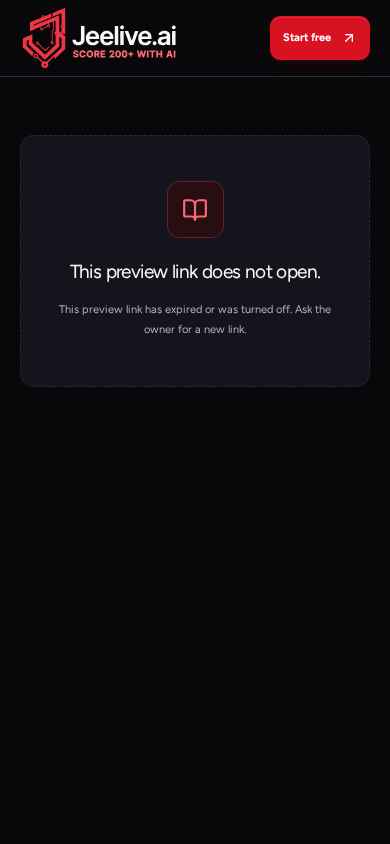 Jeelive.ai
SCORE 200+ WITH AI
Start free
This preview link does not open.
This preview link has expired or was turned off. Ask the
owner for a new link.